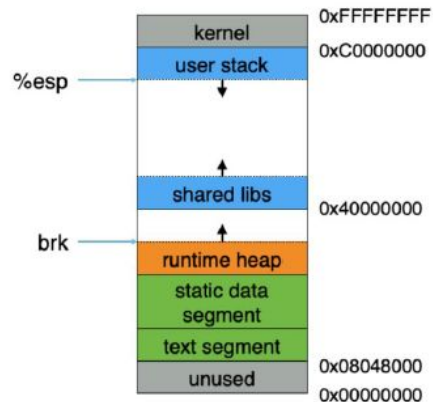 0xFFFFFFFF
kernel
0xC0000000
user stack
%esp
shared libs
0x40000000
brk
runtime heap
static data
segment
text segment
0x08048000
unused
0x00000000